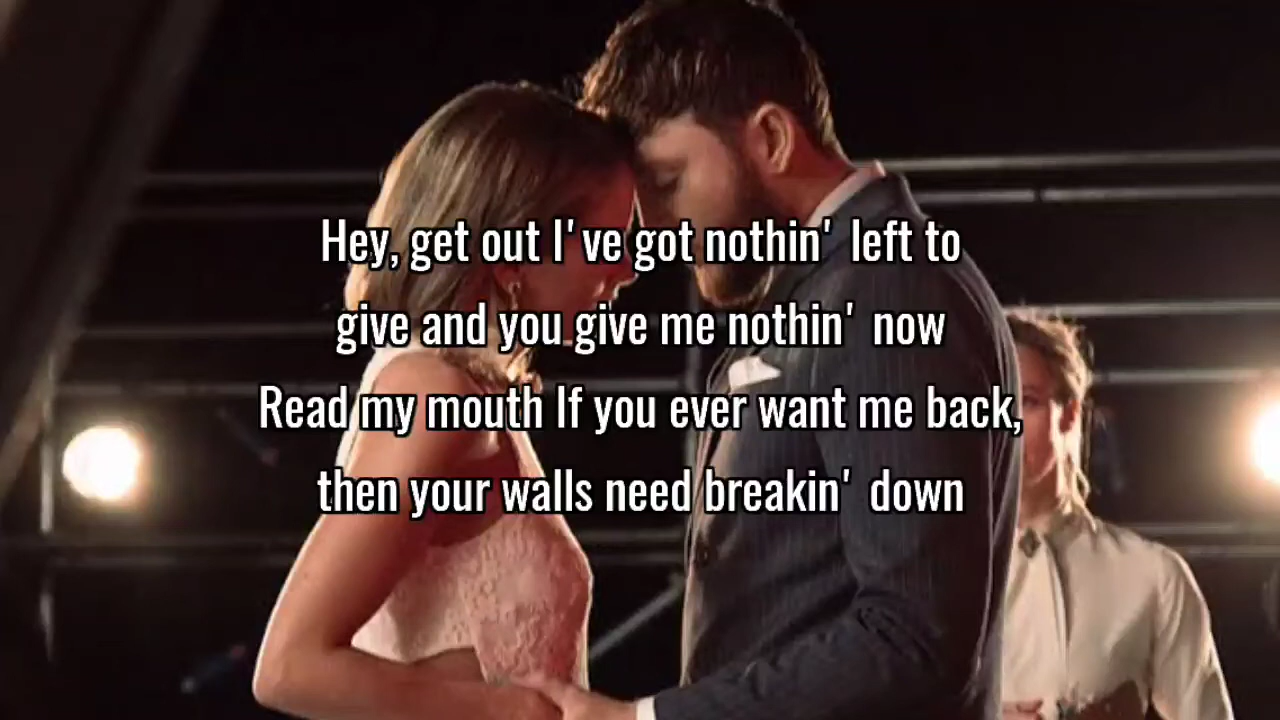 Hey, get out I've got nothin' left to
give and you give me nothin' now
Read my mouth If you ever want me back,
then your walls need breakin' down